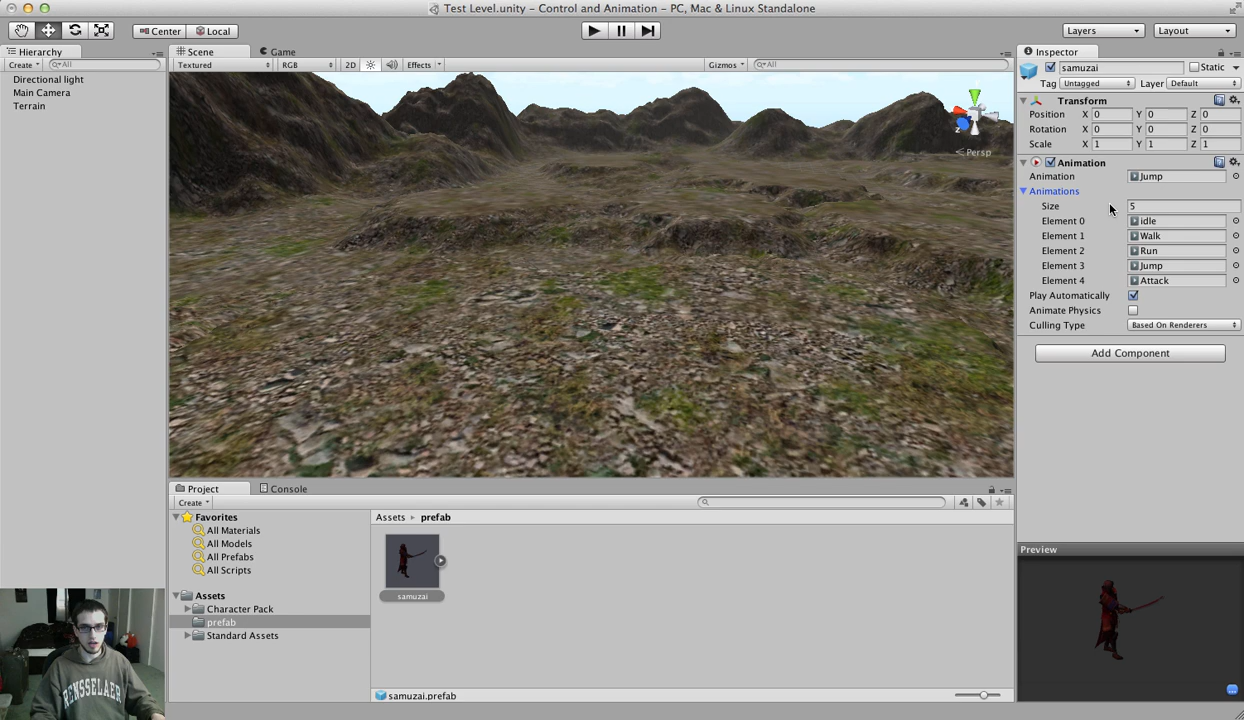 Test Level.unity – Control and Animation – PC, Mac & Linux Standalone
Center Local Layers Layout
Hierarchy Scene Game Inspector
Create All Textured RGB 2D Effects Gizmos All
samuzai Static
Tag Untagged Layer Default
Directional light
Main Camera
Terrain
Persp
z
Transform
Position X 0 Y 0 Z 0
Rotation X 0 Y 0 Z 0
Scale X 1 Y 1 Z 1
Animation
Animation Jump
Animations
Size 5
Element 0 idle
Element 1 Walk
Element 2 Run
Element 3 Jump
Element 4 Attack
Play Automatically
Animate Physics
Culling Type Based On Renderers
Add Component
Project Console
Create
Favorites
All Materials
All Models
All Prefabs
All Scripts
Assets
Character Pack
prefab
Standard Assets
Assets prefab
samuzai
samuzai.prefab
Preview
RENSSELAER